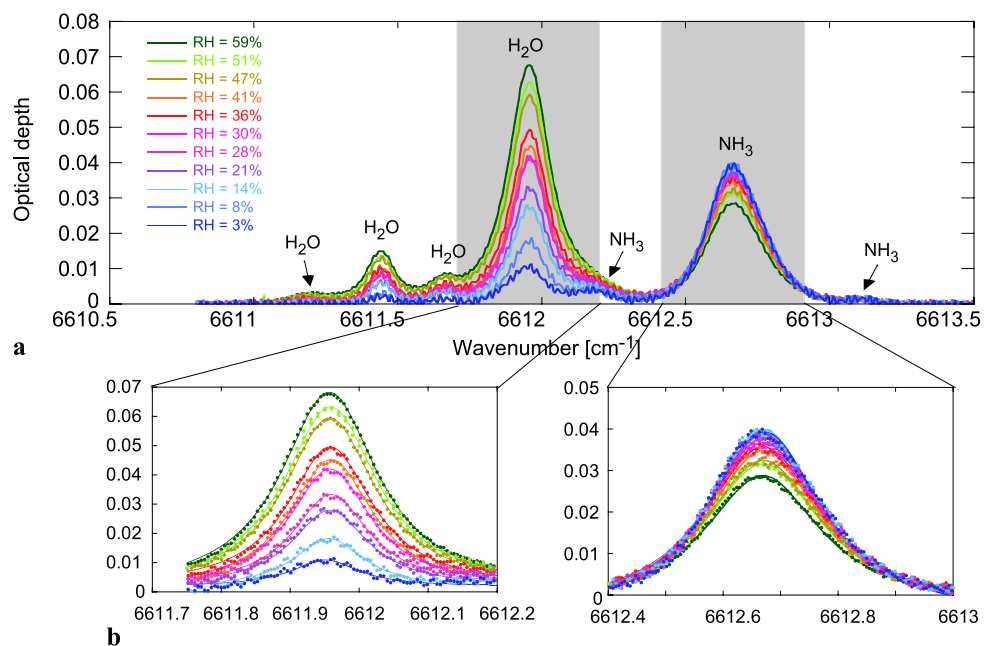 0.08
0.07
0.06
0.05
0.04
0.03
0.02
0.01
0
Optical depth
RH = 59%
RH = 51%
RH = 47%
RH = 41%
RH = 36%
RH = 30%
RH = 28%
RH = 21%
RH = 14%
RH = 8%
RH = 3%
H₂O
H₂O
H₂O
H₂O
NH₃
NH₃
NH₃
6610.5 6611 6611.5 6612 6612.5 6613 6613.5
Wavenumber [cm⁻¹]
a
0.07
0.06
0.05
0.04
0.03
0.02
0.01
0
6611.7 6611.8 6611.9 6612 6612.1 6612.2
0.05
0.04
0.03
0.02
0.01
0
6612.4 6612.6 6612.8 6613
b